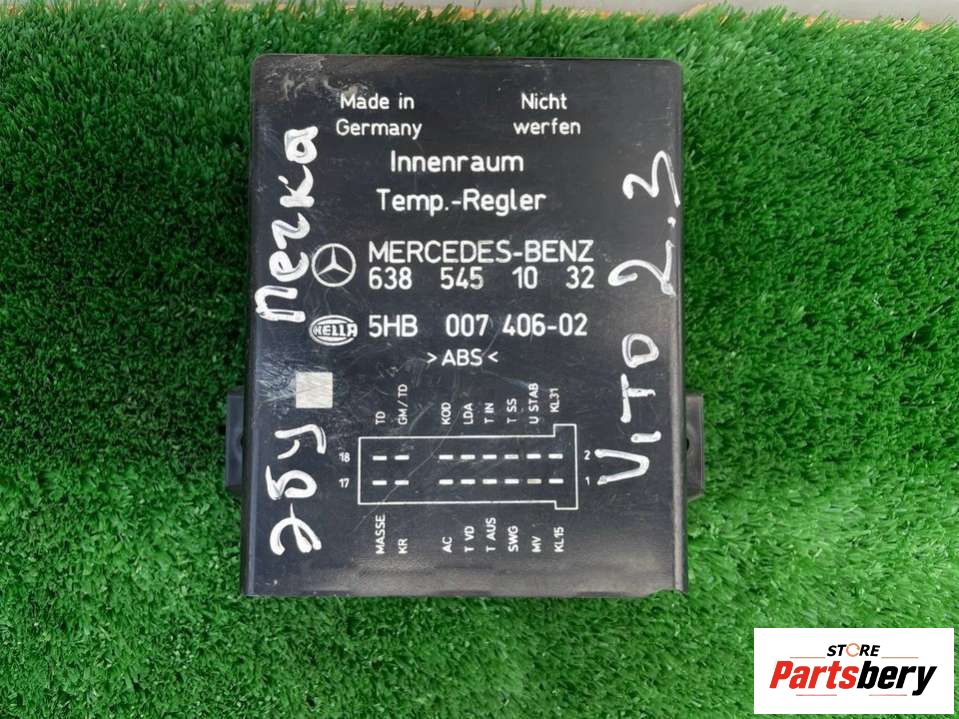 Made in
Germany
Nicht
werfen
Innenraum
Temp.-Regler
MERCEDES-BENZ
638 545 10 32
HELLA
5HB 007 406-02
>ABS<
TD GM/TD KOD LDA T IN T SS U STAB KL31
18 2
17 1
MASSE KR AC T VD T AUS SWG MV KL15
ЭБУ Печка
VITO 2,3
STORE
Partsbery